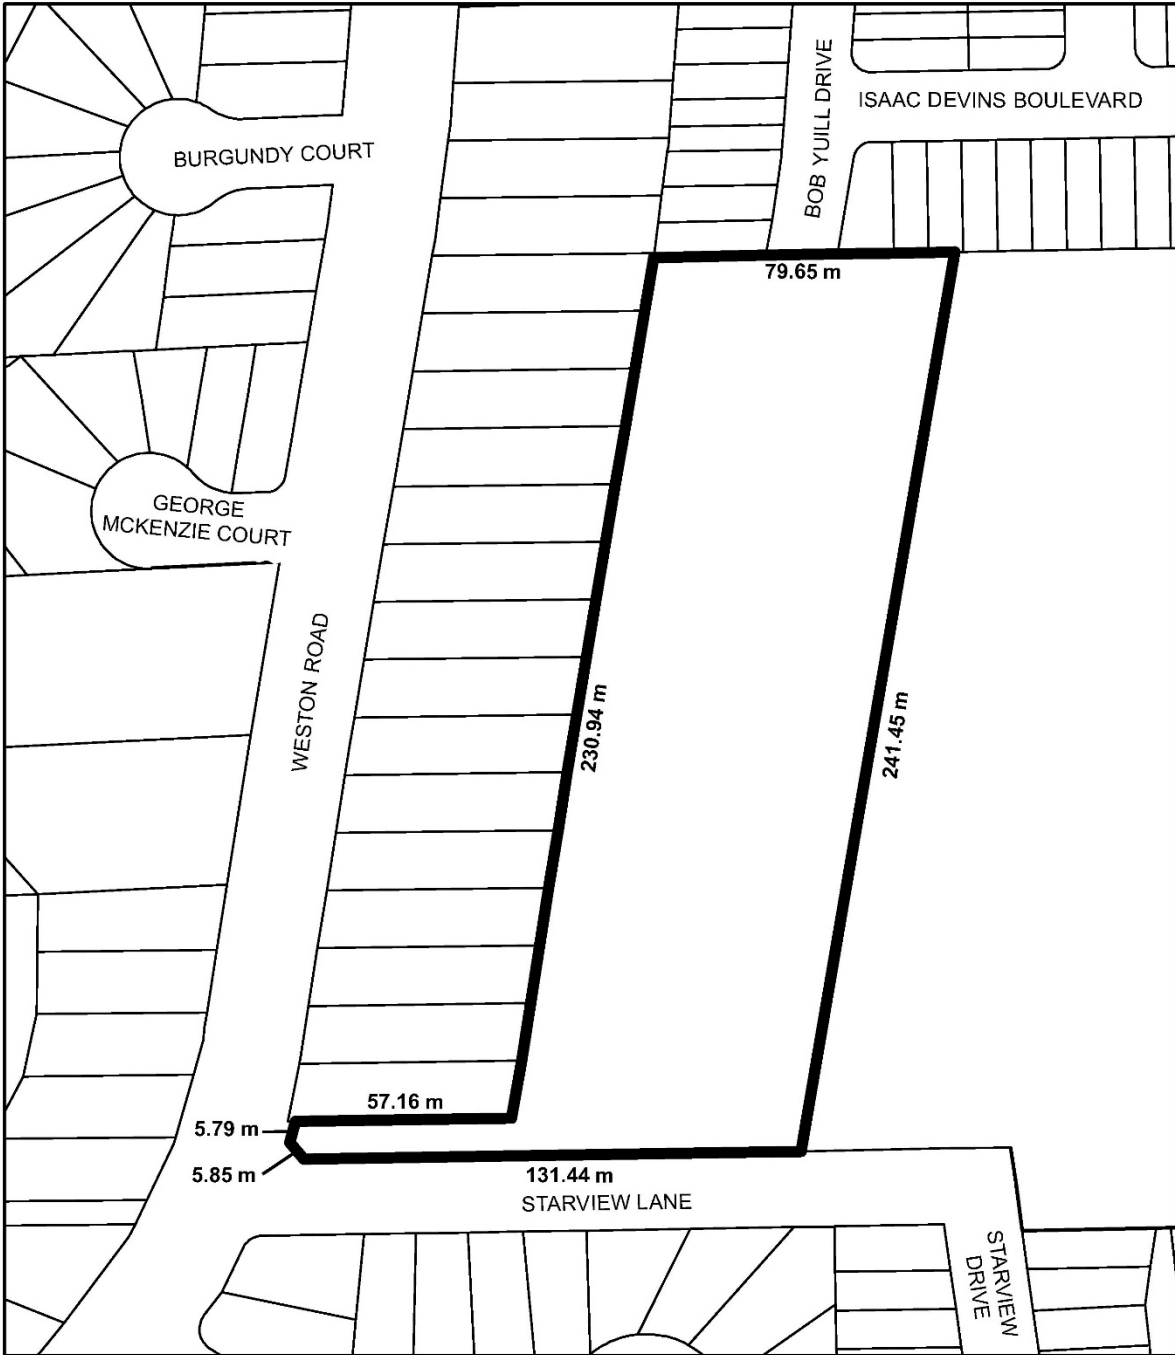 ISAAC DEVINS BOULEVARD
BOB YUILL DRIVE
BURGUNDY COURT
79.65 m
GEORGE
MCKENZIE COURT
WESTON ROAD
230.94 m
241.45 m
57.16 m
5.79 m
5.85 m
131.44 m
STARVIEW LANE
STARVIEW
DRIVE